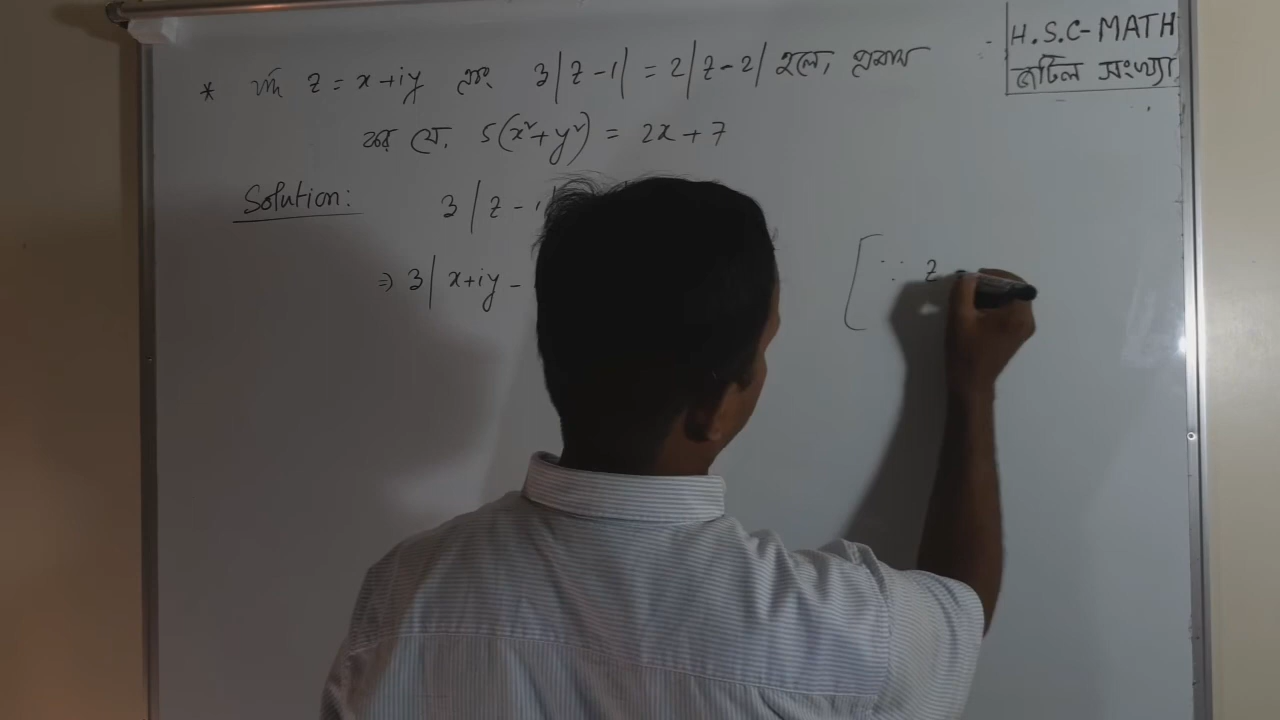 H.S.C-MATH
জটিল সংখ্যা
* যদি z = x+iy এবং 3|z-1| = 2|z-2| হলে, প্রমাণ
কর যে, 5(x²+y²) = 2x+7
Solution: 3|z-1
⇒ 3|x+iy - [∵ z =